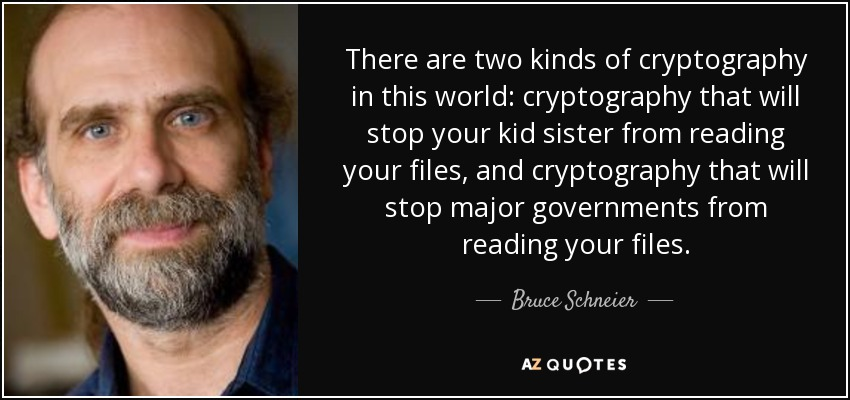 There are two kinds of cryptography
in this world: cryptography that will
stop your kid sister from reading
your files, and cryptography that will
stop major governments from
reading your files.
Bruce Schneier
AZ QUOTES